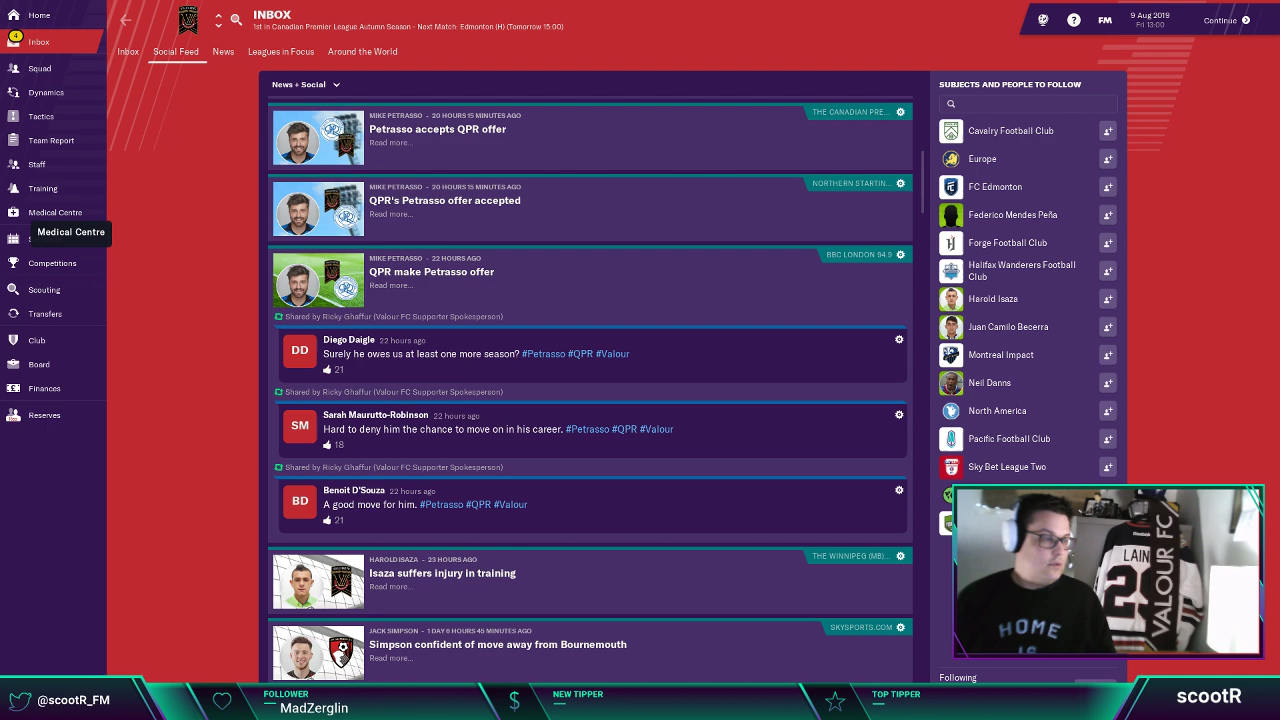 Home
4
Inbox
Squad
Dynamics
Tactics
Team Report
Staff
Training
Medical Centre
Medical Centre
Competitions
Scouting
Transfers
Club
Board
Finances
Reserves
INBOX
1st in Canadian Premier League Autumn Season - Next Match: Edmonton (H) (Tomorrow 15:00)
FM
9 Aug 2019
Fri 13:00
Continue
Inbox
Social Feed
News
Leagues in Focus
Around the World
News + Social
MIKE PETRASSO - 20 HOURS 15 MINUTES AGO
THE CANADIAN PRE...
Petrasso accepts QPR offer
Read more...
MIKE PETRASSO - 20 HOURS 15 MINUTES AGO
NORTHERN STARTIN...
QPR's Petrasso offer accepted
Read more...
MIKE PETRASSO - 22 HOURS AGO
BBC LONDON 94.9
QPR make Petrasso offer
Read more...
Shared by Ricky Ghaffur (Valour FC Supporter Spokesperson)
DD
Diego Daigle 22 hours ago
Surely he owes us at least one more season? #Petrasso #QPR #Valour
21
Shared by Ricky Ghaffur (Valour FC Supporter Spokesperson)
SM
Sarah Maurutto-Robinson 22 hours ago
Hard to deny him the chance to move on in his career. #Petrasso #QPR #Valour
18
Shared by Ricky Ghaffur (Valour FC Supporter Spokesperson)
BD
Benoit D'Souza 22 hours ago
A good move for him. #Petrasso #QPR #Valour
21
HAROLD ISAZA - 23 HOURS AGO
THE WINNIPEG (MB)...
Isaza suffers injury in training
Read more...
JACK SIMPSON - 1 DAY 6 HOURS 45 MINUTES AGO
SKYSPORTS.COM
Simpson confident of move away from Bournemouth
Read more...
SUBJECTS AND PEOPLE TO FOLLOW
Cavalry Football Club
Europe
FC Edmonton
Federico Mendes Peña
Forge Football Club
Halifax Wanderers Football
Club
Harold Isaza
Juan Camilo Becerra
Montreal Impact
Neil Danns
North America
Pacific Football Club
Sky Bet League Two
Following
HOME
IS
LAIN
VALOUR FC
@scootR_FM
FOLLOWER
MadZerglin
NEW TIPPER
TOP TIPPER
scootR